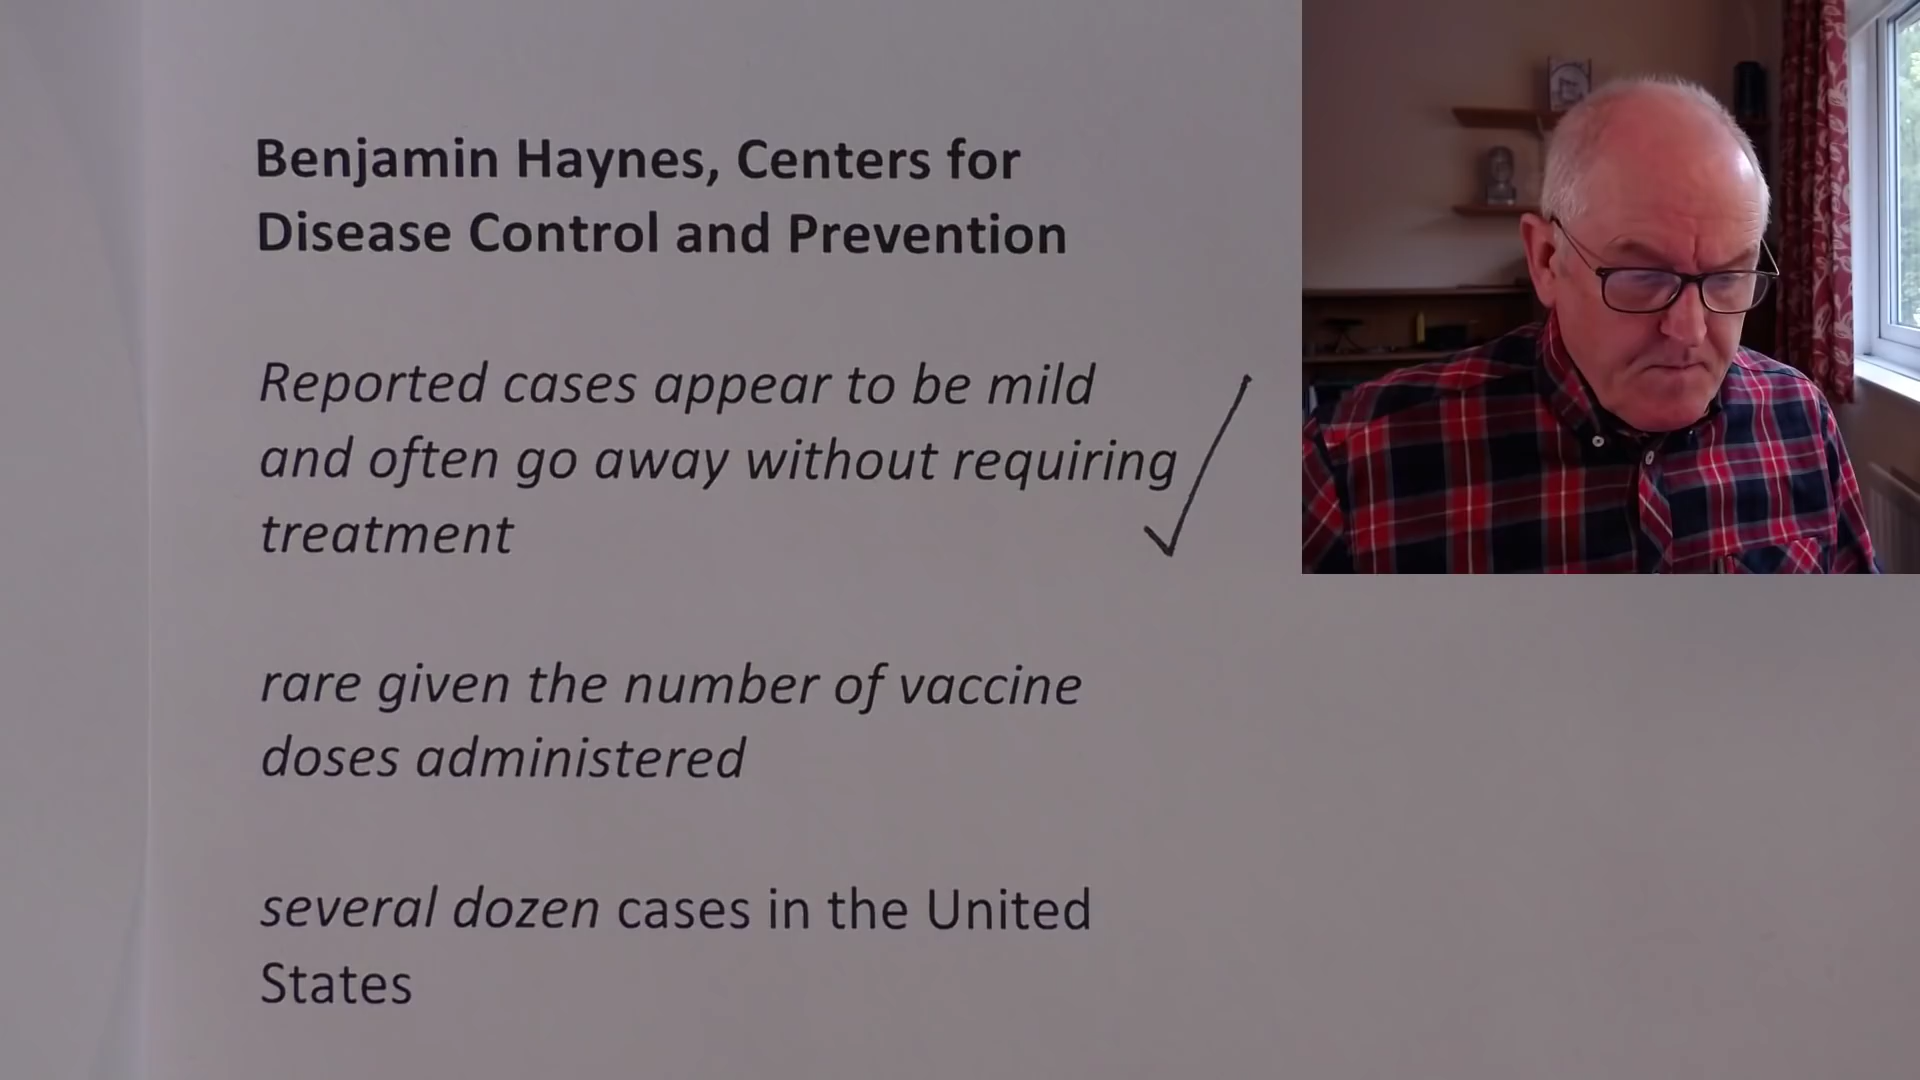 Benjamin Haynes, Centers for
Disease Control and Prevention
Reported cases appear to be mild
and often go away without requiring
treatment
rare given the number of vaccine
doses administered
several dozen cases in the United
States